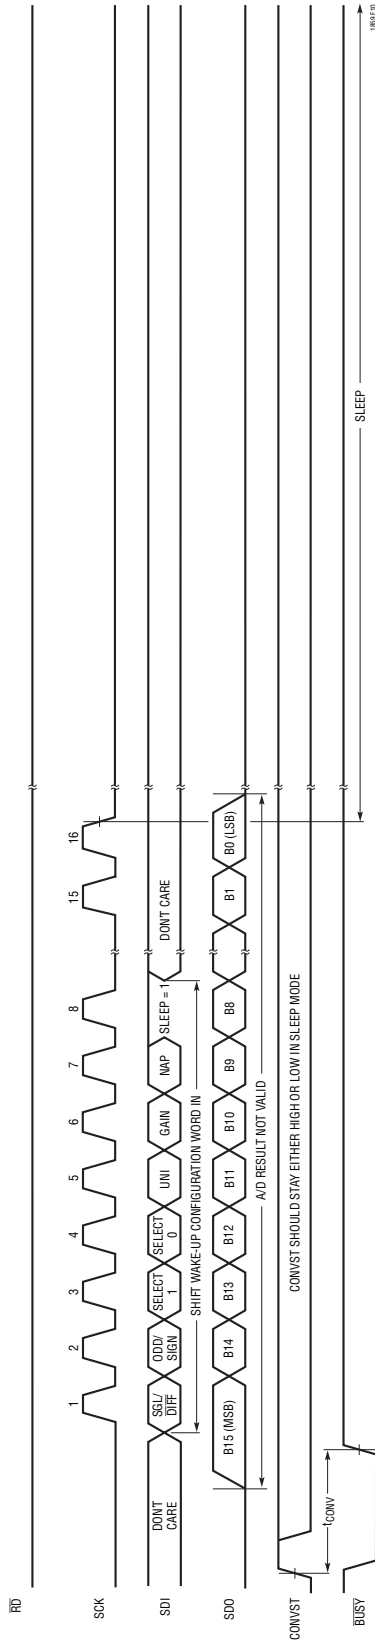 RD
SCK
1 2 3 4 5 6 7 8 15 16
SDI
DON'T CARE
SGL/DIFF
ODD/SIGN
SELECT 1
SELECT 0
UNI
GAIN
NAP
SLEEP = 1
DON'T CARE
SHIFT WAKE-UP CONFIGURATION WORD IN
SDO
B15 (MSB) B14 B13 B12 B11 B10 B9 B8 B1 B0 (LSB)
A/D RESULT NOT VALID
CONVST
CONVST SHOULD STAY EITHER HIGH OR LOW IN SLEEP MODE
tCONV
BUSY
SLEEP
1859 F10